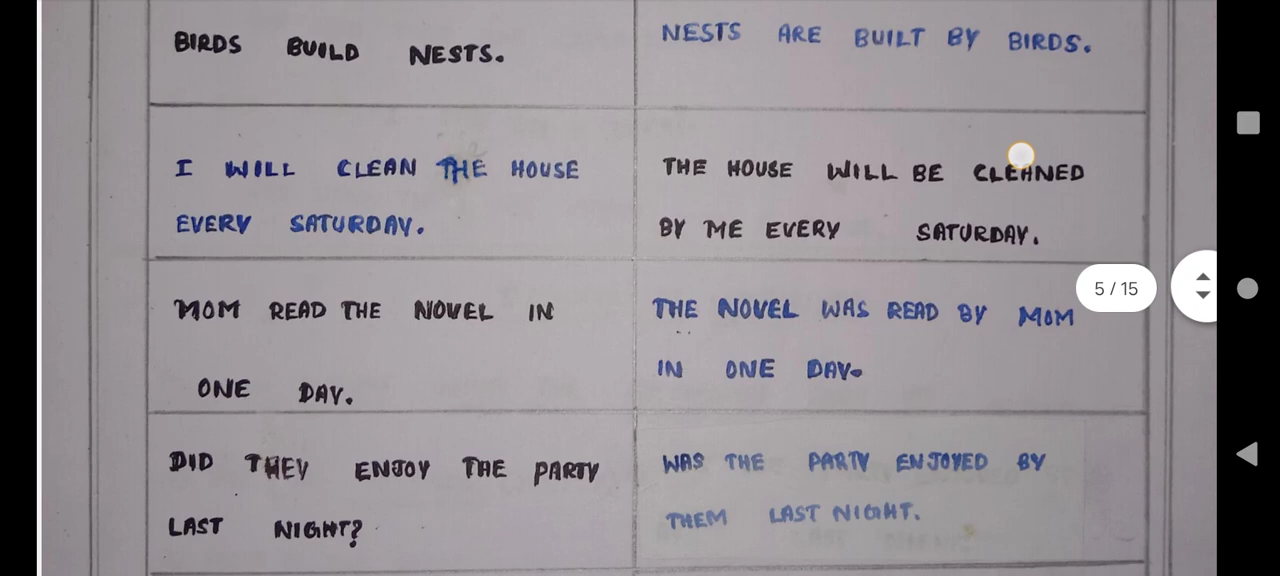 BIRDS BUILD NESTS.
NESTS ARE BUILT BY BIRDS.
I WILL CLEAN THE HOUSE
EVERY SATURDAY.
THE HOUSE WILL BE CLEANED
BY ME EVERY SATURDAY.
MOM READ THE NOVEL IN
ONE DAY.
THE NOVEL WAS READ BY MOM
IN ONE DAY.
DID THEY ENJOY THE PARTY
LAST NIGHT?
WAS THE PARTY ENJOYED BY
THEM LAST NIGHT.
5 / 15